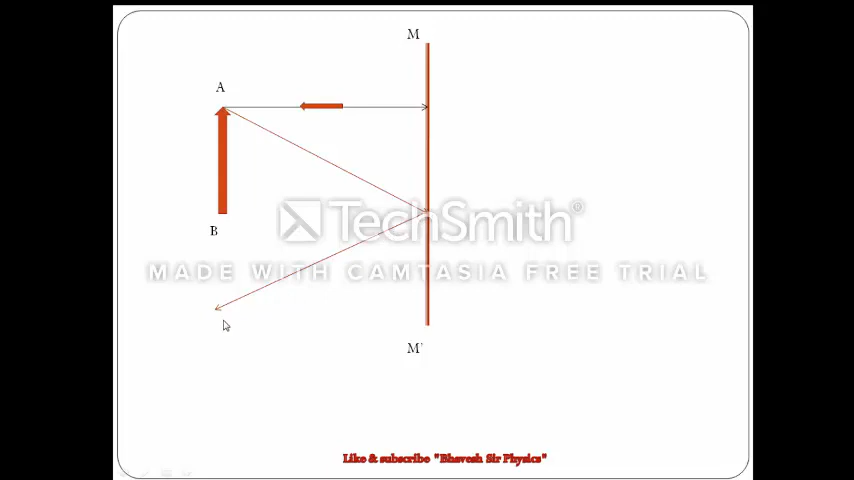 M
A
B
TechSmith®
MADE WITH CAMTASIA FREE TRIAL
M'
Like & subscribe "Bhavesh Sir Physics"